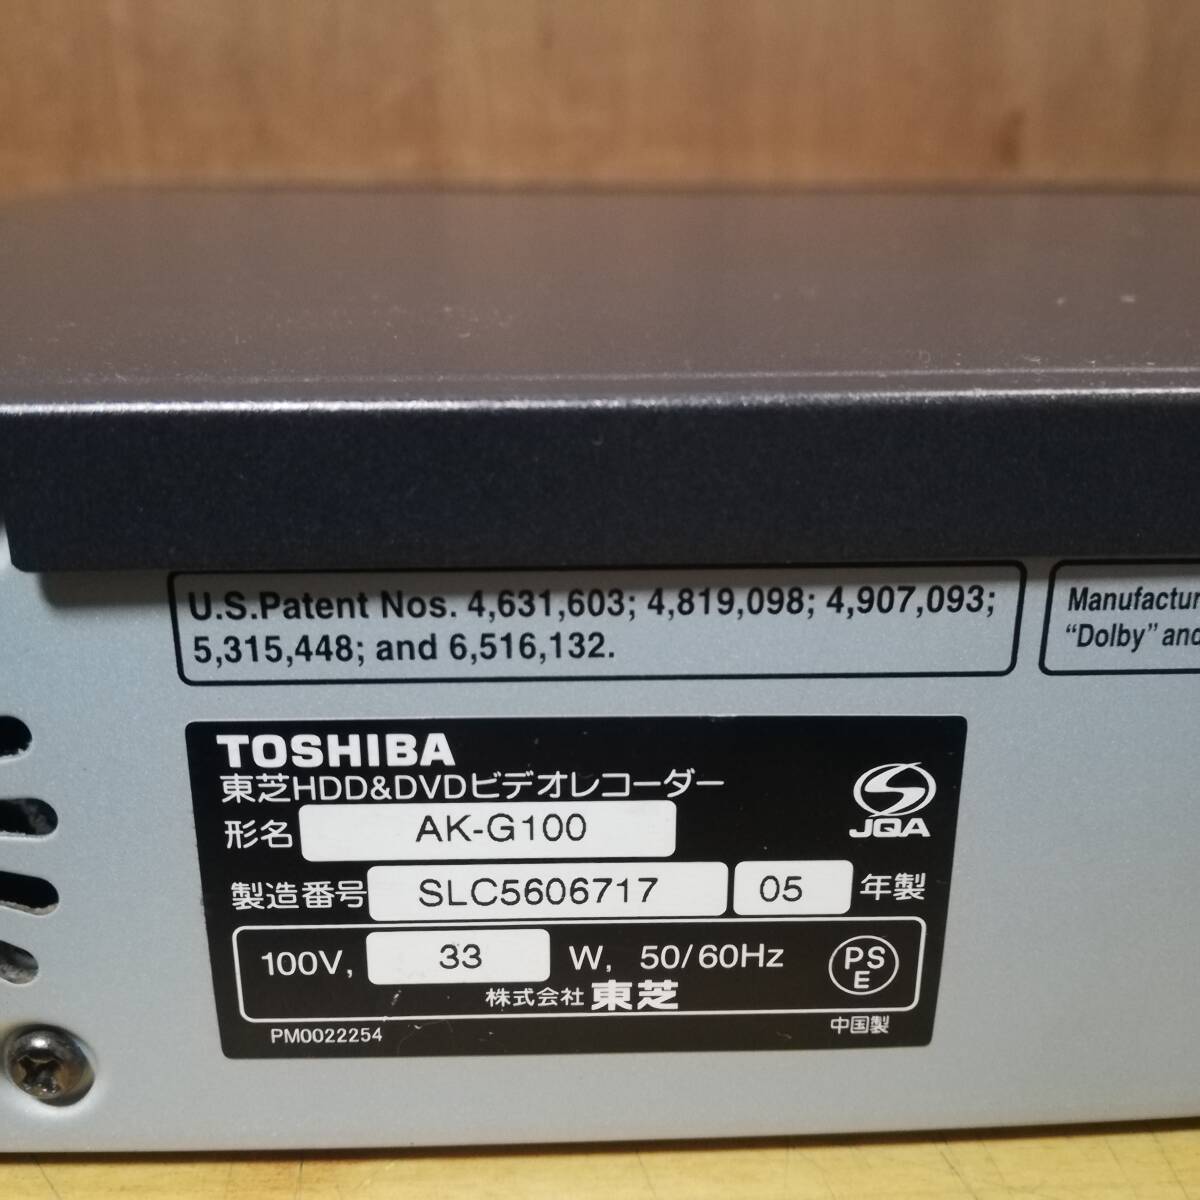 U.S.Patent Nos. 4,631,603; 4,819,098; 4,907,093;
5,315,448; and 6,516,132.
Manufactur
“Dolby” and
TOSHIBA
東芝HDD&DVDビデオレコーダー
形名 AK-G100
JQA
製造番号 SLC5606717 05 年製
100V, 33 W, 50/60Hz
PS
E
株式会社 東芝
PM0022254
中国製